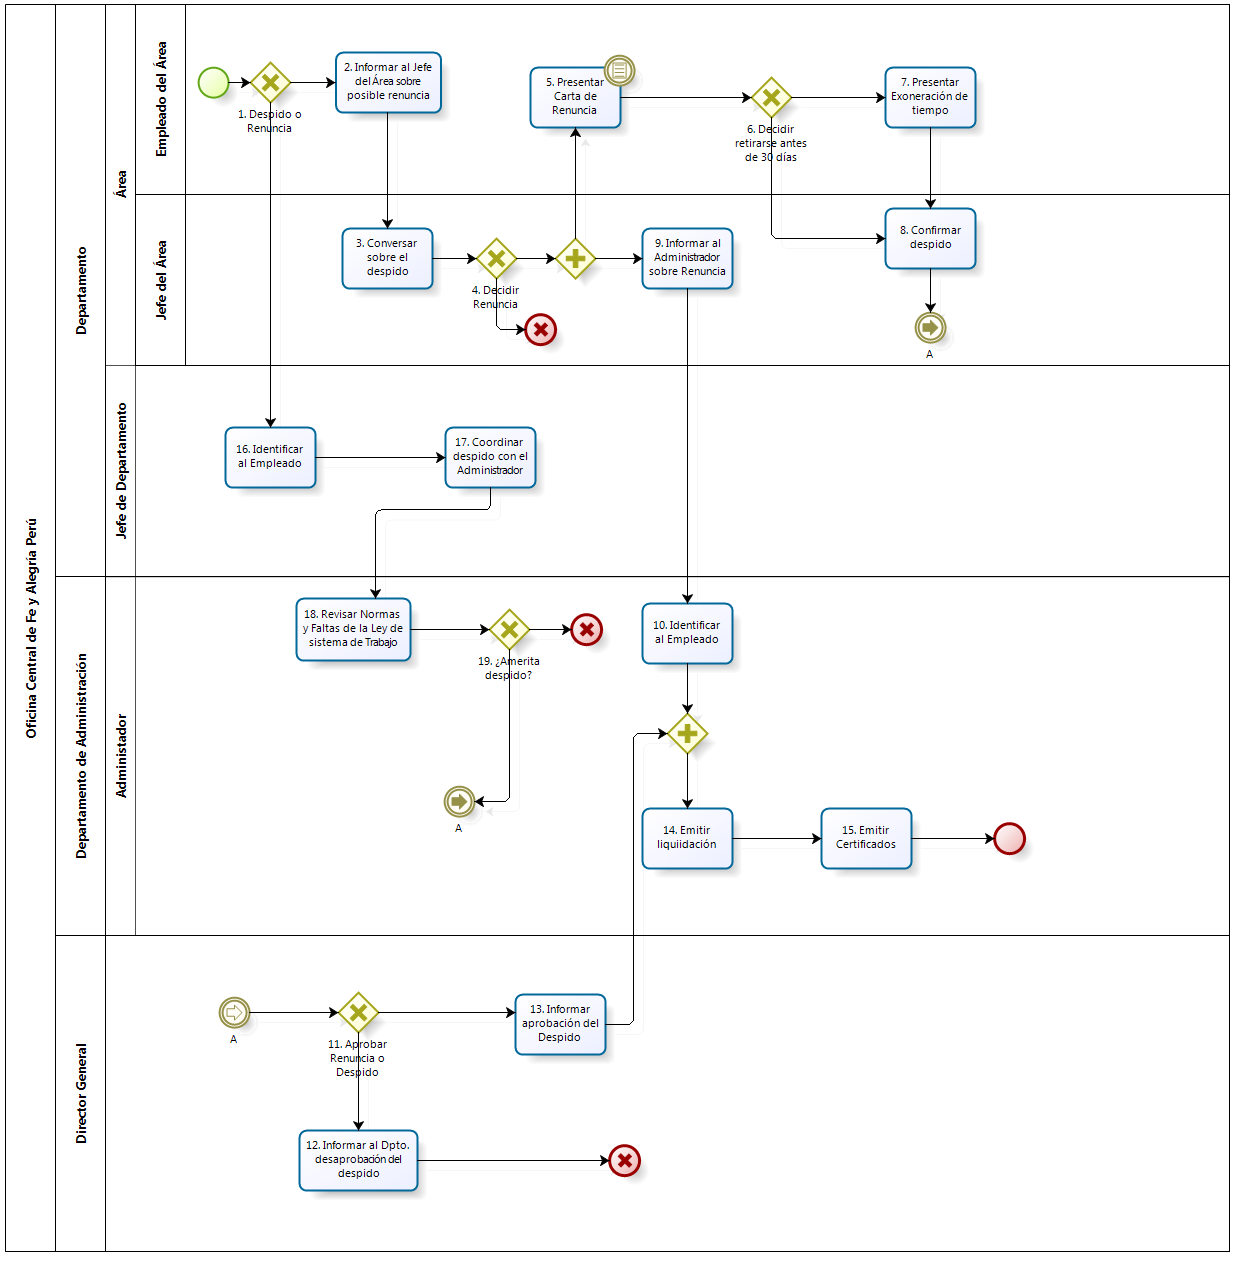 Oficina Central de Fe y Alegría Perú
Departamento
Área
Empleado del Área
1. Despido o
Renuncia
2. Informar al Jefe
del Área sobre
posible renuncia
5. Presentar
Carta de
Renuncia
6. Decidir
retirarse antes
de 30 días
7. Presentar
Exoneración de
tiempo
Jefe del Área
3. Conversar
sobre el
despido
4. Decidir
Renuncia
9. Informar al
Administrador
sobre Renuncia
8. Confirmar
despido
A
Jefe de Departamento
16. Identificar
al Empleado
17. Coordinar
despido con el
Administrador
Departamento de Administración
Administador
18. Revisar Normas
y Faltas de la Ley de
sistema de Trabajo
19. ¿Amerita
despido?
A
10. Identificar
al Empleado
14. Emitir
liquiidación
15. Emitir
Certificados
Director General
A
11. Aprobar
Renuncia o
Despido
13. Informar
aprobación del
Despido
12. Informar al Dpto.
desaprobación del
despido